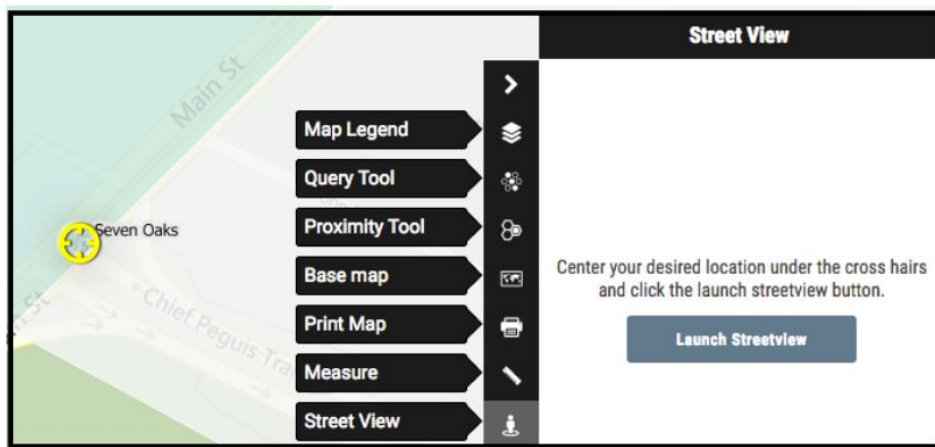 Street View
Main St
Map Legend
Query Tool
Proximity Tool
Seven Oaks
Base map
Center your desired location under the cross hairs
and click the launch streetview button.
Chief Peguis Tra
Print Map
Launch Streetview
Measure
Street View